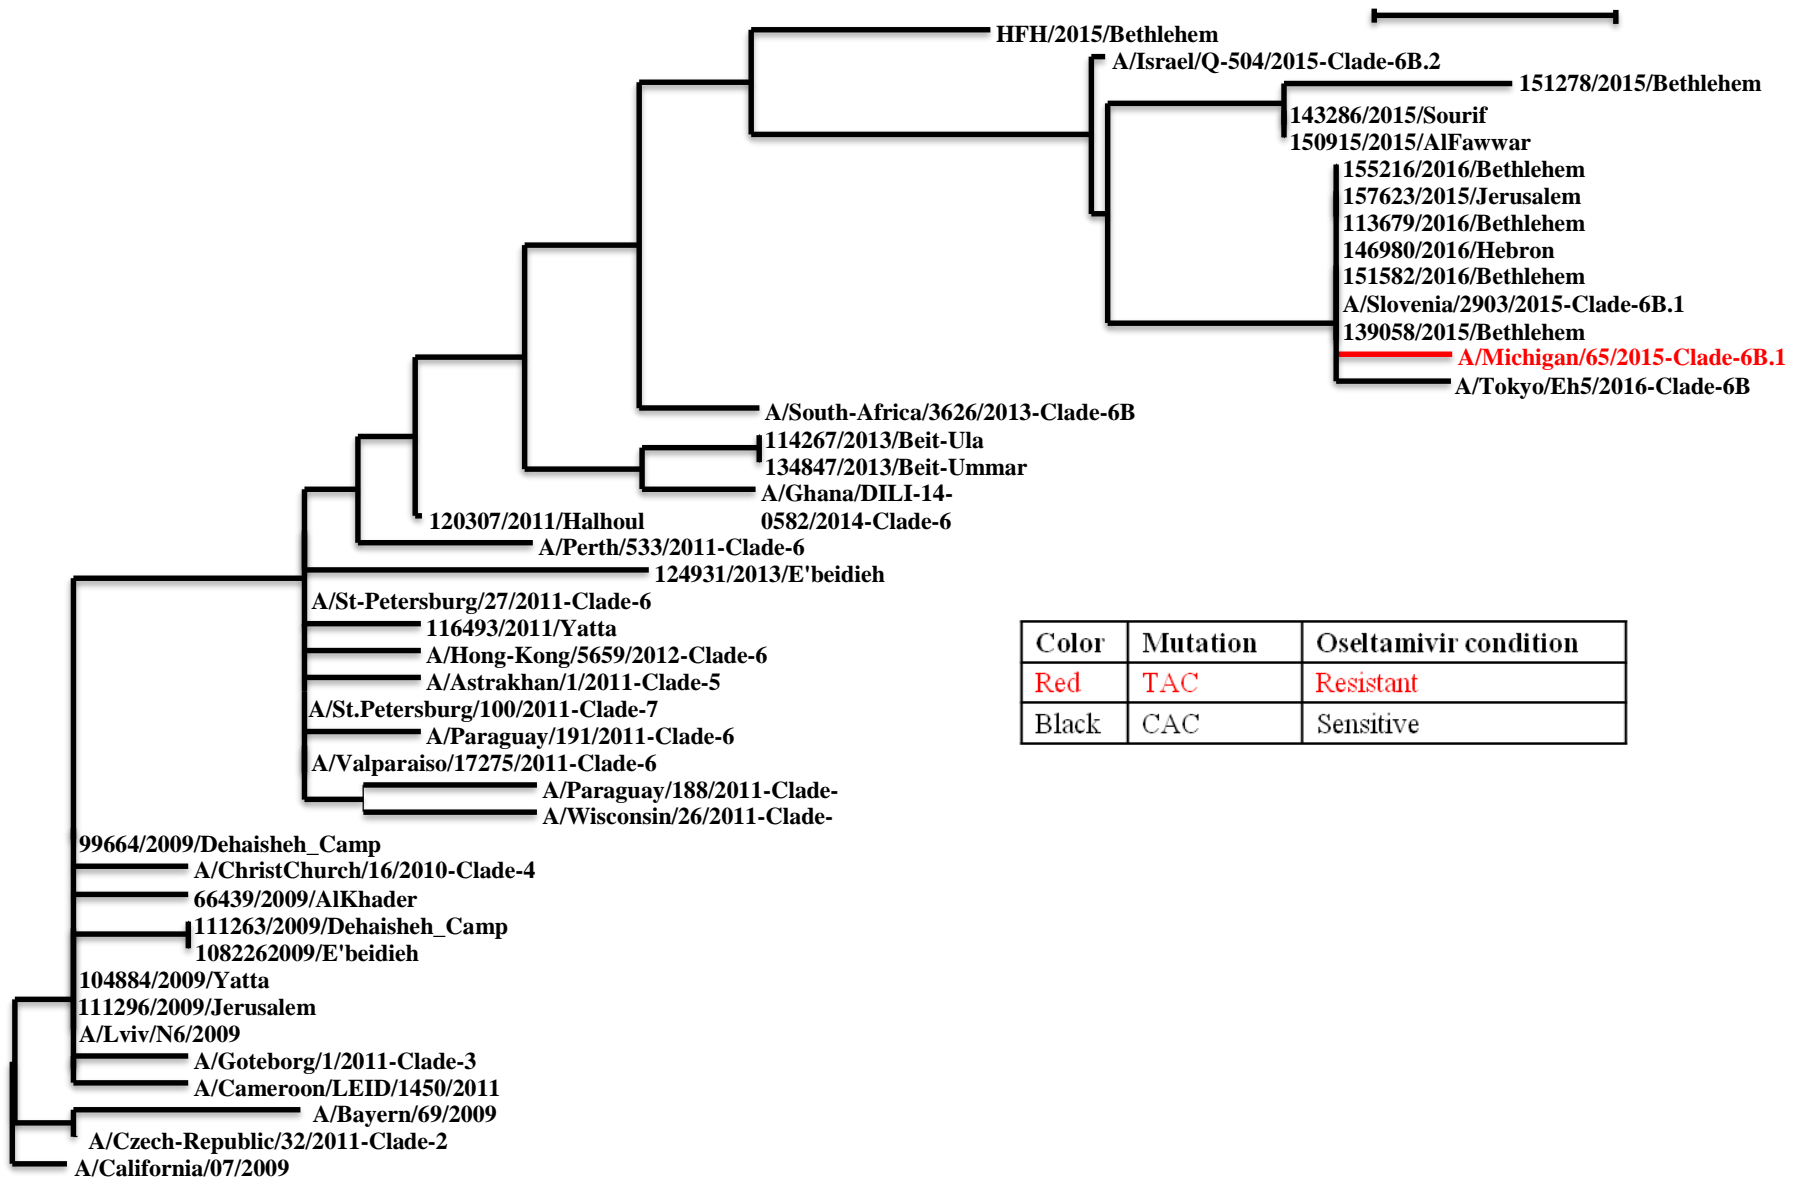 HFH/2015/Bethlehem
A/Israel/Q-504/2015-Clade-6B.2
151278/2015/Bethlehem
143286/2015/Sourif
150915/2015/AlFawwar
155216/2016/Bethlehem
157623/2015/Jerusalem
113679/2016/Bethlehem
146980/2016/Hebron
151582/2016/Bethlehem
A/Slovenia/2903/2015-Clade-6B.1
139058/2015/Bethlehem
A/Michigan/65/2015-Clade-6B.1
A/Tokyo/Eh5/2016-Clade-6B
A/South-Africa/3626/2013-Clade-6B
114267/2013/Beit-Ula
134847/2013/Beit-Ummar
A/Ghana/DILI-14-
0582/2014-Clade-6
120307/2011/Halhoul
A/Perth/533/2011-Clade-6
124931/2013/E'beidieh
A/St-Petersburg/27/2011-Clade-6
116493/2011/Yatta
A/Hong-Kong/5659/2012-Clade-6
A/Astrakhan/1/2011-Clade-5
A/St.Petersburg/100/2011-Clade-7
A/Paraguay/191/2011-Clade-6
A/Valparaiso/17275/2011-Clade-6
A/Paraguay/188/2011-Clade-
A/Wisconsin/26/2011-Clade-
99664/2009/Dehaisheh_Camp
A/ChristChurch/16/2010-Clade-4
66439/2009/AlKhader
111263/2009/Dehaisheh_Camp
1082262009/E'beidieh
104884/2009/Yatta
111296/2009/Jerusalem
A/Lviv/N6/2009
A/Goteborg/1/2011-Clade-3
A/Cameroon/LEID/1450/2011
A/Bayern/69/2009
A/Czech-Republic/32/2011-Clade-2
A/California/07/2009
Color Mutation Oseltamivir condition
Red TAC Resistant
Black CAC Sensitive